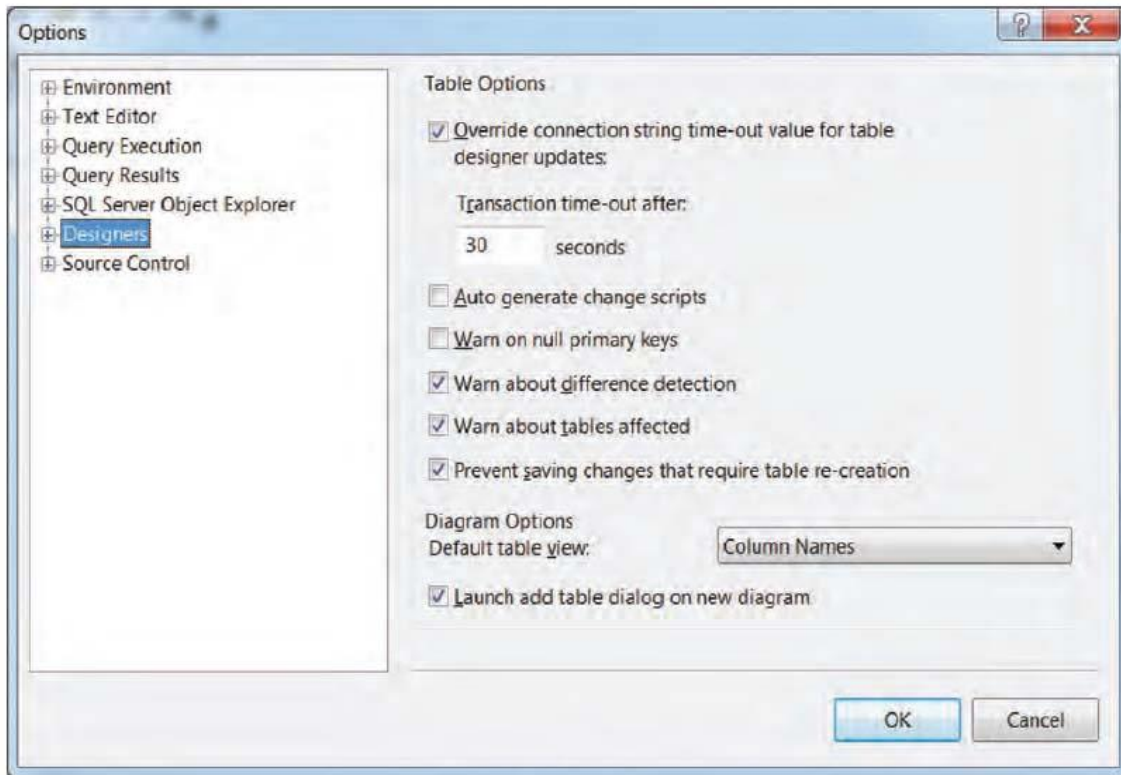 Options
Environment
Text Editor
Query Execution
Query Results
SQL Server Object Explorer
Designers
Source Control
Table Options
Override connection string time-out value for table
designer updates:
Transaction time-out after:
30 seconds
Auto generate change scripts
Warn on null primary keys
Warn about difference detection
Warn about tables affected
Prevent saving changes that require table re-creation
Diagram Options
Default table view: Column Names
Launch add table dialog on new diagram
OK Cancel